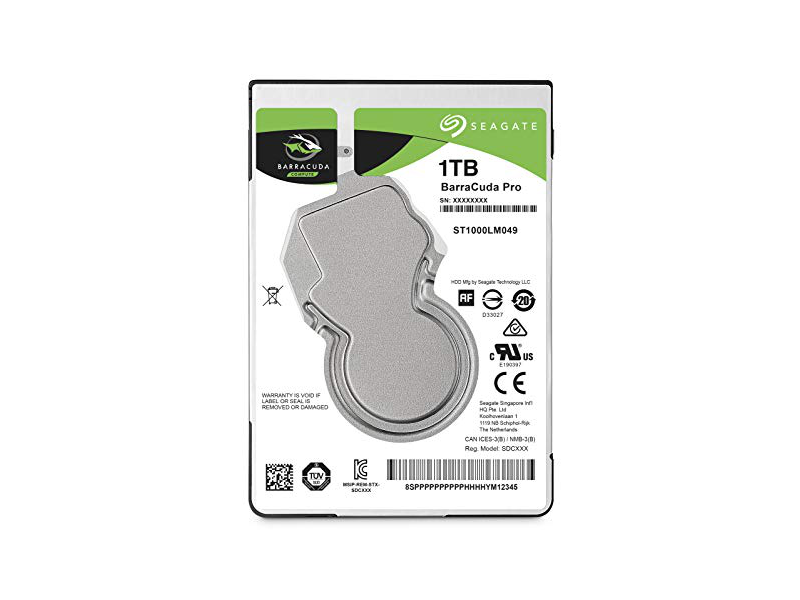 SEAGATE
BARRACUDA
COMPUTE
1TB
BarraCuda Pro
SN: XXXXXXXX
ST1000LM049
HDD Mfg by Seagate Technology LLC
AF
D33027
20
c RU US
E190397
CE
WARRANTY IS VOID IF
LABEL OR SEAL IS
REMOVED OR DAMAGED
Seagate Singapore Int'l
HQ Pte. Ltd
Koolhovenlaan 1
1119 NB Schiphol-Rijk
The Netherlands
CAN ICES-3(B) / NMB-3(B)
Reg. Model: SDCXXX
TÜV
MSIP-REM-STX-
SDCXXX
8SPPPPPPPPPPHHHHYM12345